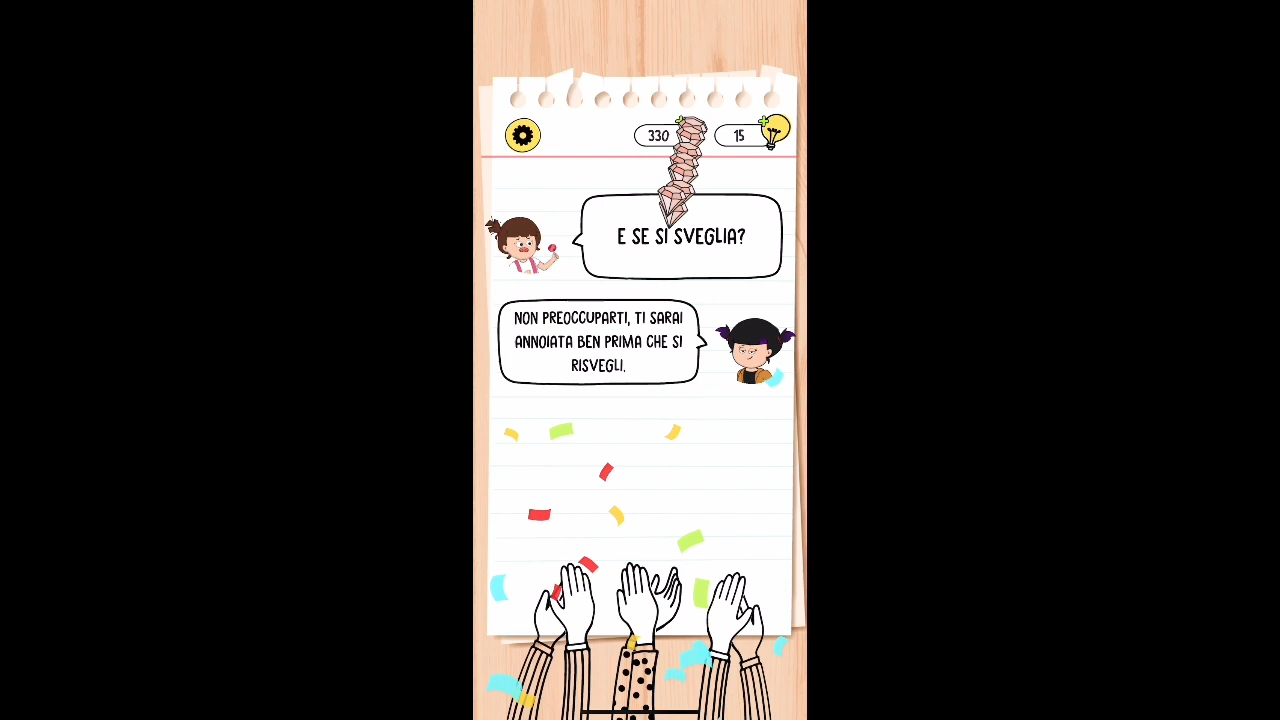 330
15
E SE SI SVEGLIA?
NON PREOCCUPARTI, TI SARAI
ANNOIATA BEN PRIMA CHE SI
RISVEGLI.